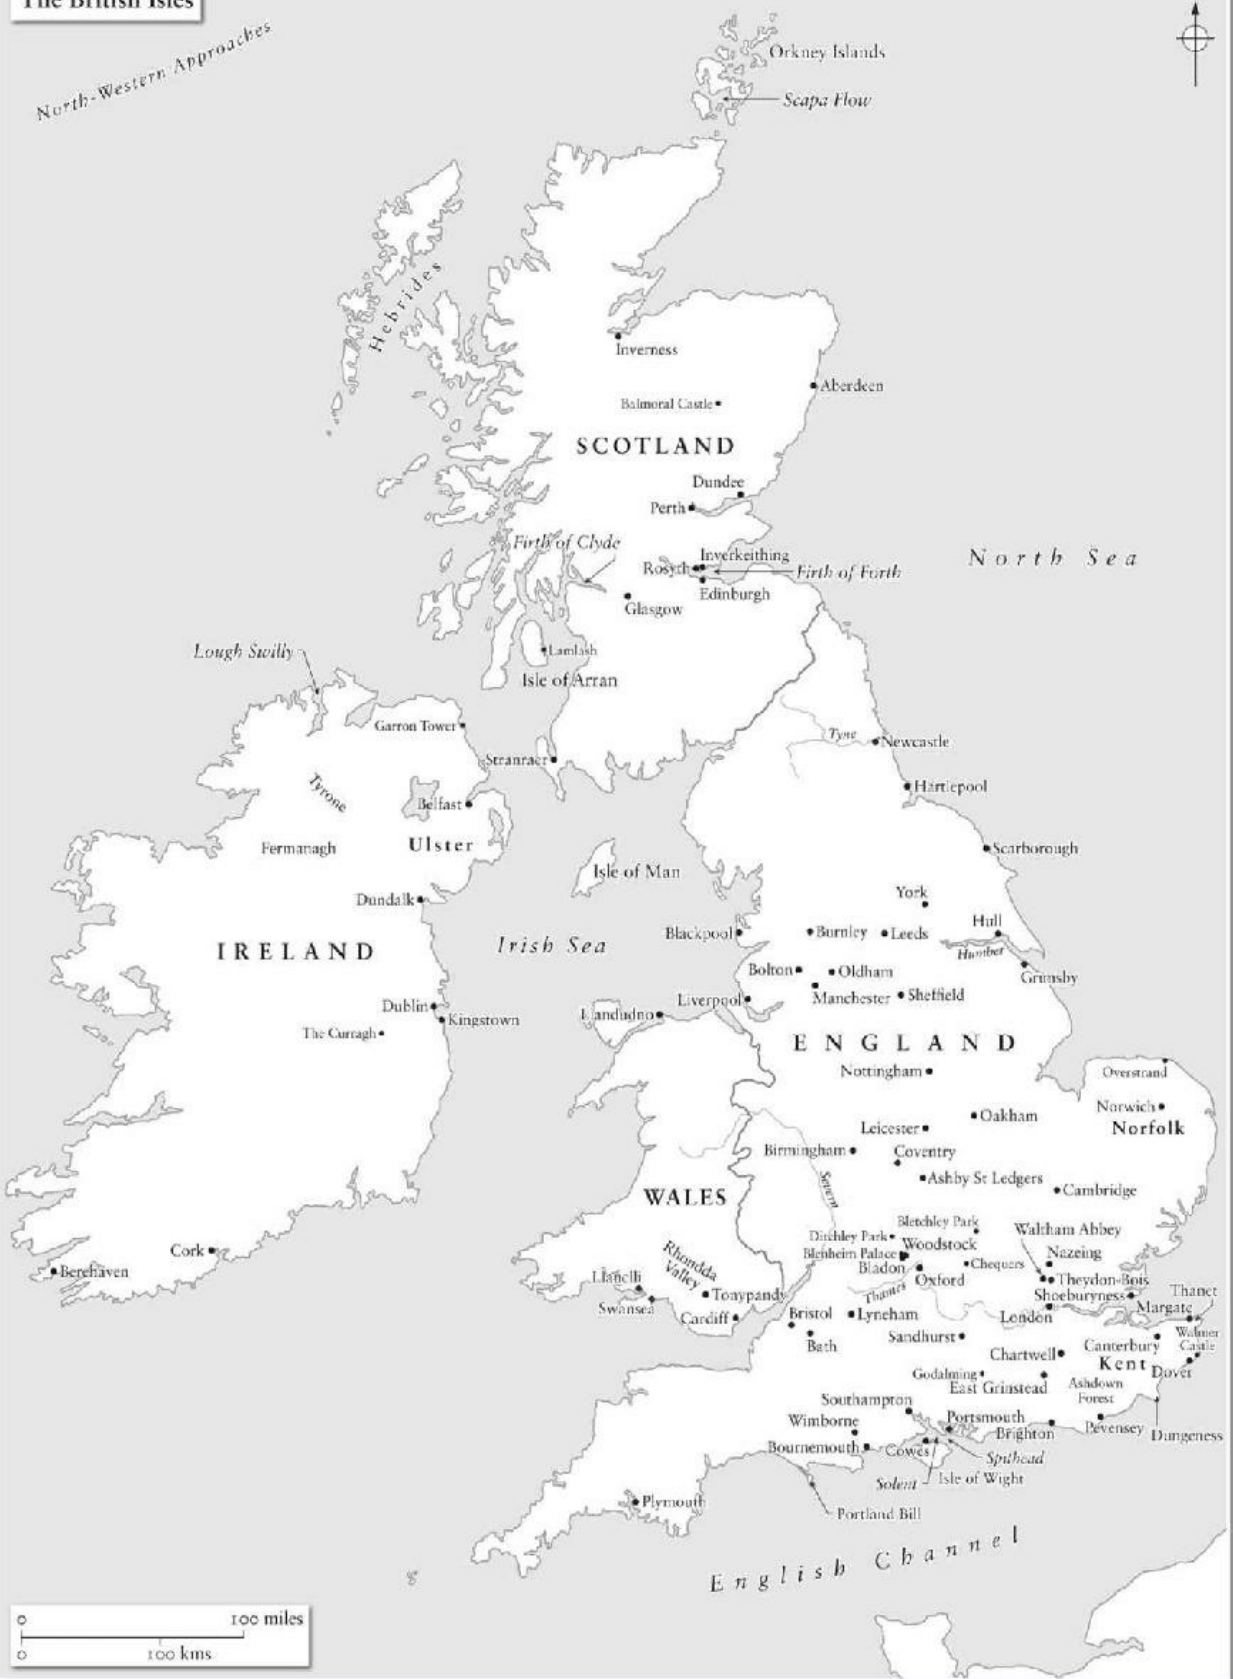 The British Isles
North-Western Approaches
Orkney Islands
Scapa Flow
Hebrides
Inverness
Aberdeen
Balmoral Castle
SCOTLAND
Dundee
Perth
Firth of Clyde
Inverkeithing
Rosyth
Firth of Forth
Edinburgh
Glasgow
North Sea
Lough Swilly
Lamlash
Isle of Arran
Garron Tower
Stranraer
Tyne
Newcastle
Tyrone
Belfast
Hartlepool
Fermanagh
Ulster
Isle of Man
Scarborough
Dundalk
York
Blackpool
Burnley
Leeds
Hull
IRELAND
Irish Sea
Humber
Bolton
Oldham
Grimsby
Dublin
Liverpool
Manchester
Sheffield
Kingstown
Llandudno
The Curragh
ENGLAND
Nottingham
Overstrand
Norwich
Norfolk
Oakham
Leicester
Birmingham
Coventry
Ashby St Ledgers
Cambridge
Severn
WALES
Bletchley Park
Waltham Abbey
Ditchley Park
Woodstock
Nazeing
Blenheim Palace
Chequers
Bladon
Oxford
Theydon-Bois
Cork
Berehaven
Rhondda
Valley
Llanelli
Tonypandy
Thames
Shoeburyness
Thanet
Swansea
Cardiff
Bristol
Lyneham
London
Margate
Bath
Sandhurst
Canterbury
Walmer
Castle
Chartwell
Kent
Dover
Godalming
East Grinstead
Ashdown
Forest
Southampton
Wimborne
Portsmouth
Brighton
Pevensey
Dungeness
Bournemouth
Cowes
Spithead
Solent
Isle of Wight
Plymouth
Portland Bill
English Channel
0 100 miles
0 100 kms